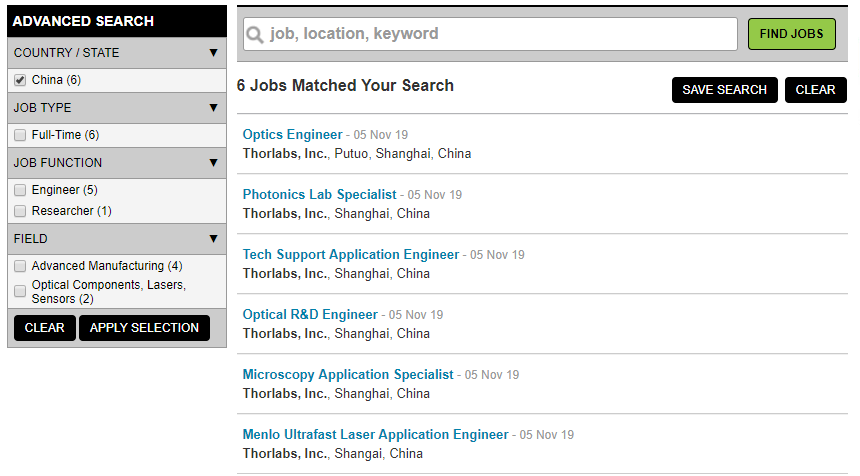 ADVANCED SEARCH
COUNTRY / STATE ▼
China (6)
JOB TYPE ▼
Full-Time (6)
JOB FUNCTION ▼
Engineer (5)
Researcher (1)
FIELD ▼
Advanced Manufacturing (4)
Optical Components, Lasers,
Sensors (2)
CLEAR APPLY SELECTION
job, location, keyword FIND JOBS
6 Jobs Matched Your Search SAVE SEARCH CLEAR
Optics Engineer - 05 Nov 19
Thorlabs, Inc., Putuo, Shanghai, China
Photonics Lab Specialist - 05 Nov 19
Thorlabs, Inc., Shanghai, China
Tech Support Application Engineer - 05 Nov 19
Thorlabs, Inc., Shanghai, China
Optical R&D Engineer - 05 Nov 19
Thorlabs, Inc., Shanghai, China
Microscopy Application Specialist - 05 Nov 19
Thorlabs, Inc., Shanghai, China
Menlo Ultrafast Laser Application Engineer - 05 Nov 19
Thorlabs, Inc., Shangai, China